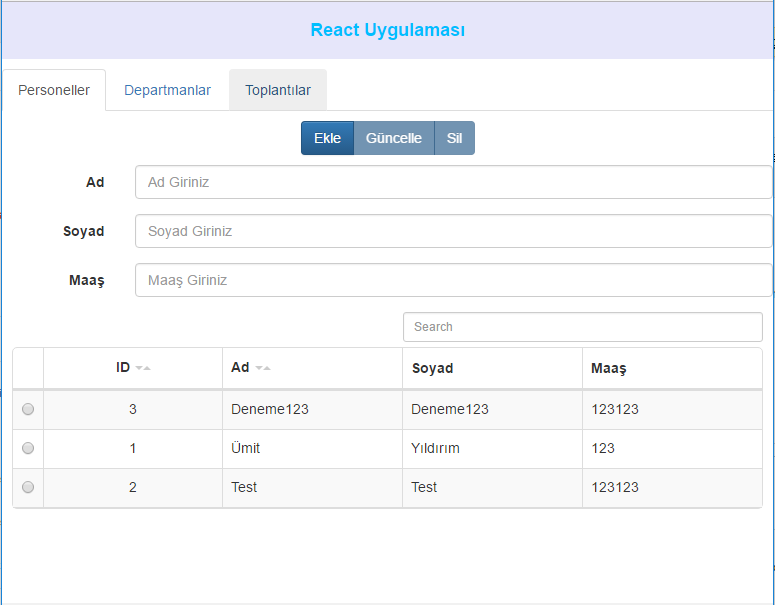 React Uygulaması
Personeller Departmanlar Toplantılar
Ekle Güncelle Sil
Ad Ad Giriniz
Soyad Soyad Giriniz
Maaş Maaş Giriniz
Search
ID Ad Soyad Maaş
3 Deneme123 Deneme123 123123
1 Ümit Yıldırım 123
2 Test Test 123123